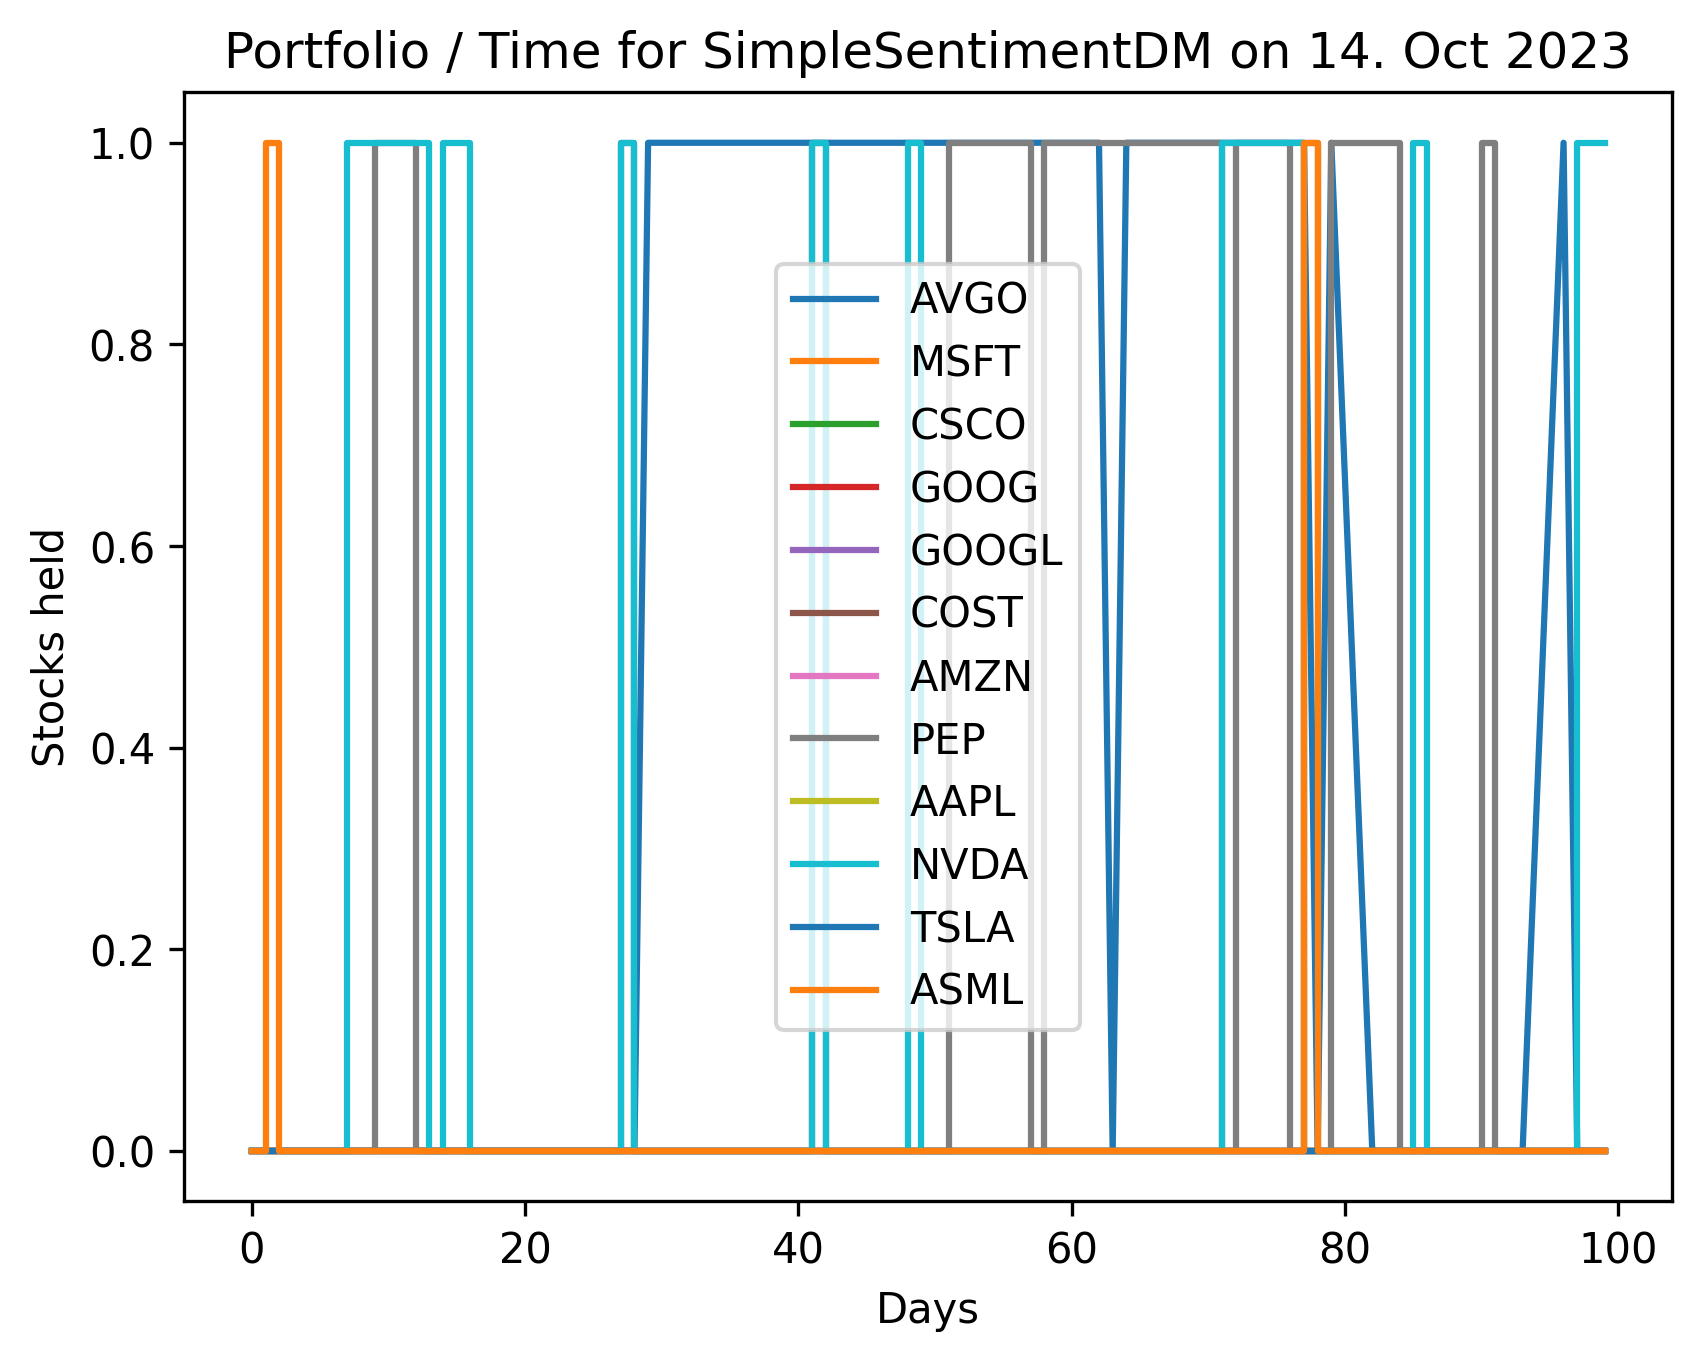 Portfolio / Time for SimpleSentimentDM on 14. Oct 2023
1.0
0.8
0.6
0.4
0.2
0.0
Stocks held
AVGO
MSFT
CSCO
GOOG
GOOGL
COST
AMZN
PEP
AAPL
NVDA
TSLA
ASML
0 20 40 60 80 100
Days